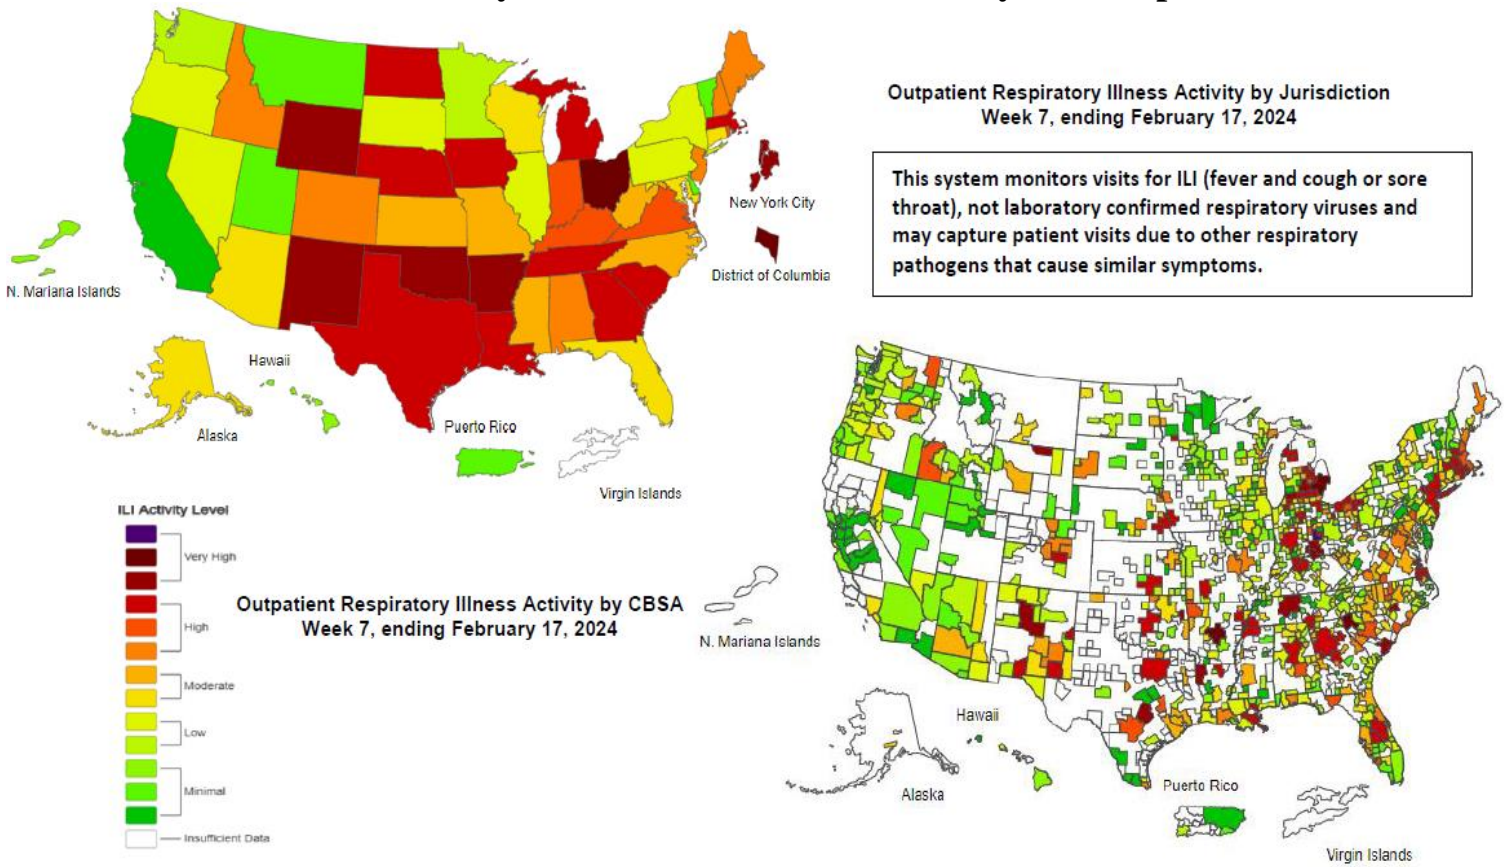 Outpatient Respiratory Illness Activity by Jurisdiction
Week 7, ending February 17, 2024
This system monitors visits for ILI (fever and cough or sore
throat), not laboratory confirmed respiratory viruses and
may capture patient visits due to other respiratory
pathogens that cause similar symptoms.
New York City
District of Columbia
N. Mariana Islands
Hawaii
Alaska
Puerto Rico
Virgin Islands
ILI Activity Level
Very High
High
Moderate
Low
Minimal
Insufficient Data
Outpatient Respiratory Illness Activity by CBSA
Week 7, ending February 17, 2024
N. Mariana Islands
Hawaii
Alaska
Puerto Rico
Virgin Islands